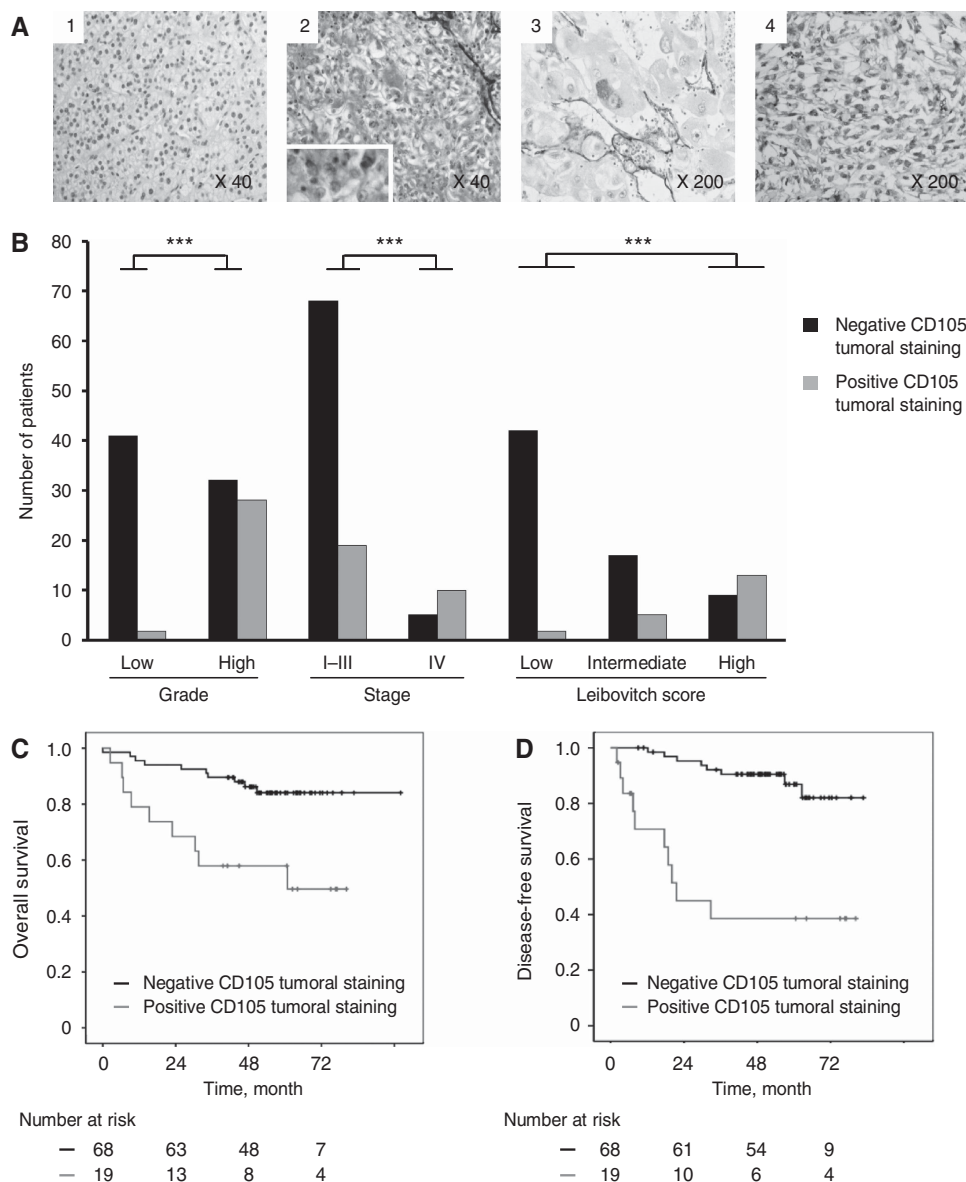 A
1
2
3
4
X 40
X 40
X 200
X 200
B
Number of patients
80
70
60
50
40
30
20
10
0
***
***
***
Negative CD105
tumoral staining
Positive CD105
tumoral staining
Low
High
I–III
IV
Low
Intermediate
High
Grade
Stage
Leibovitch score
C
Overall survival
1.0
0.8
0.6
0.4
0.2
0
Negative CD105 tumoral staining
Positive CD105 tumoral staining
0 24 48 72
Time, month
Number at risk
68 63 48 7
19 13 8 4
D
Disease-free survival
1.0
0.8
0.6
0.4
0.2
0
Negative CD105 tumoral staining
Positive CD105 tumoral staining
0 24 48 72
Time, month
Number at risk
68 61 54 9
19 10 6 4